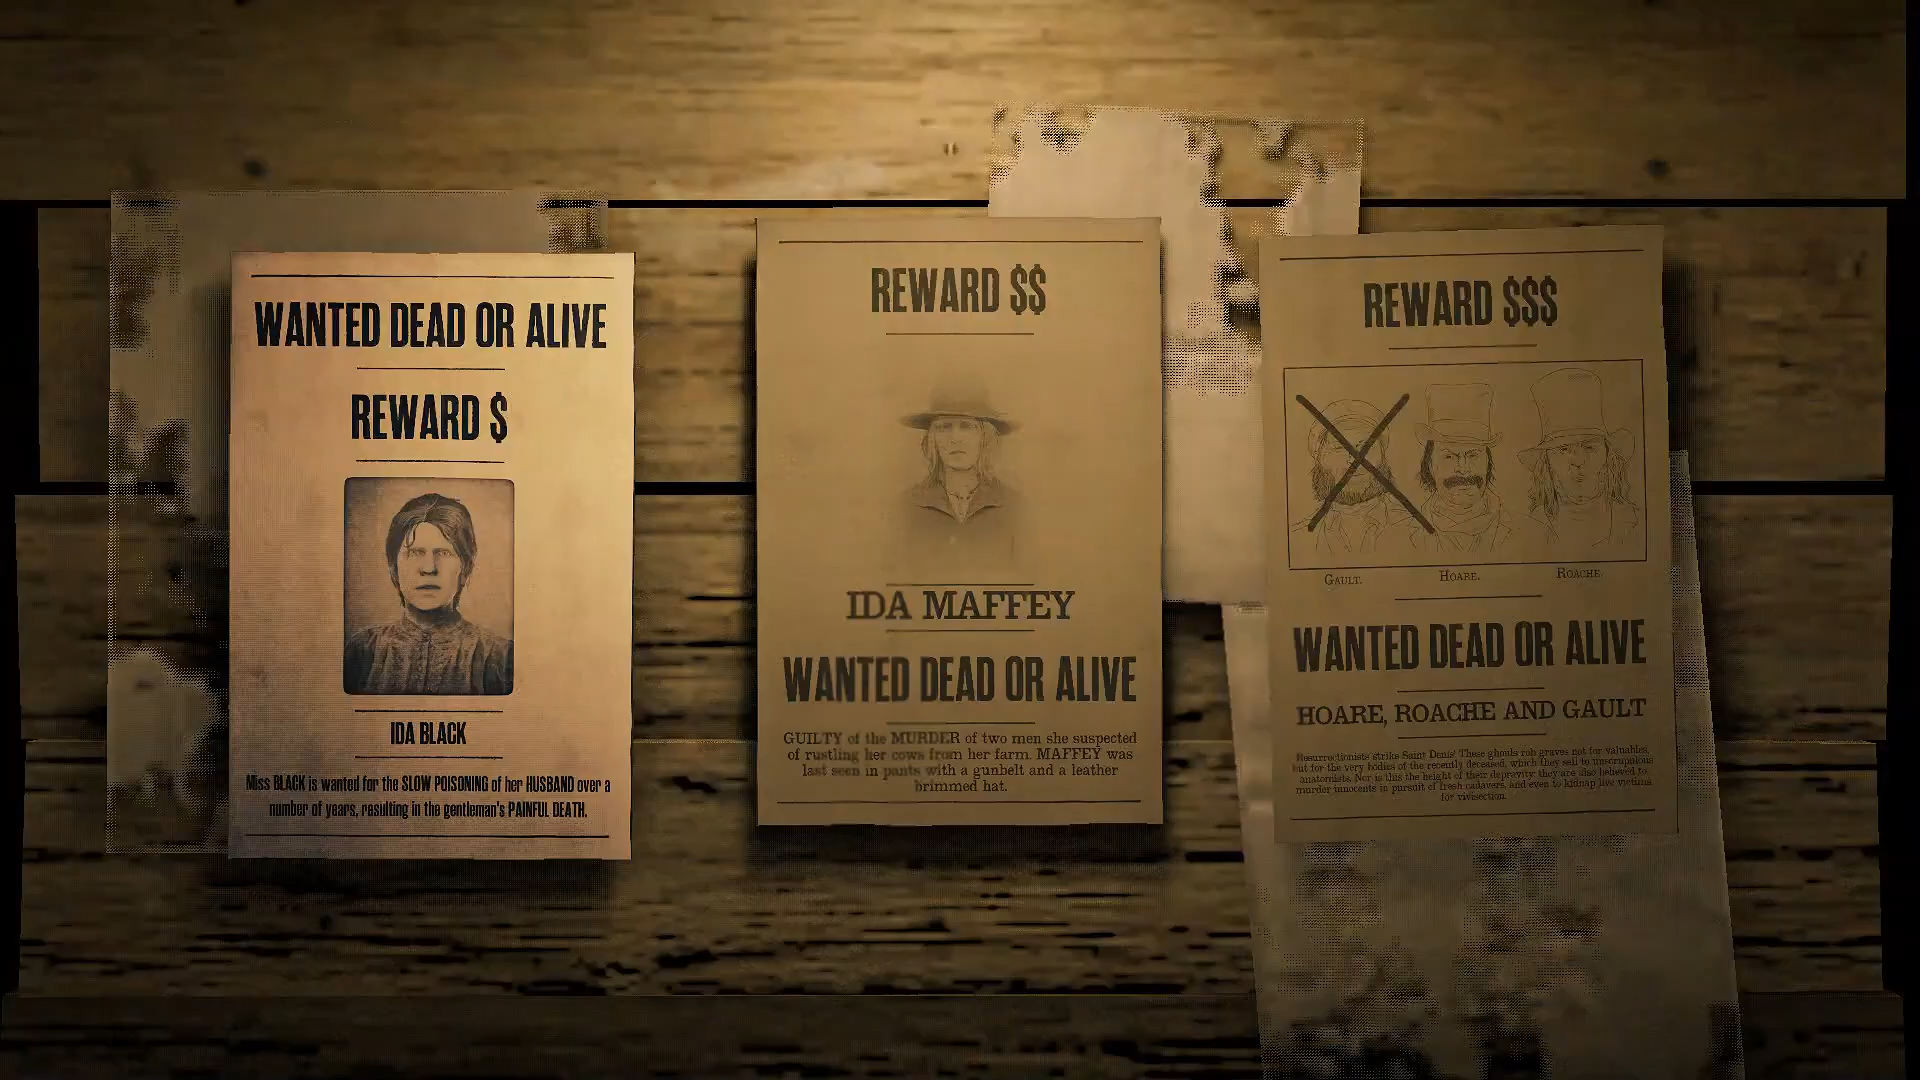 WANTED DEAD OR ALIVE
REWARD $
IDA BLACK
Miss BLACK is wanted for the SLOW POISONING of her HUSBAND over a
number of years, resulting in the gentleman's PAINFUL DEATH.
REWARD $$
IDA MAFFEY
WANTED DEAD OR ALIVE
GUILTY of the MURDER of two men she suspected
of rustling her cows from her farm. MAFFEY was
last seen in pants with a gunbelt and a leather
brimmed hat.
REWARD $$$
GAULT. HOARE. ROACHE.
WANTED DEAD OR ALIVE
HOARE, ROACHE AND GAULT
Resurrectionists strike Saint Denis! These ghouls rob graves not for valuables,
but for the very bodies of the recently deceased, which they sell to unscrupulous
anatomists. Nor is this the height of their depravity: they are also believed to
murder innocents in pursuit of fresh cadavers, and even to kidnap live victims
for vivisection.